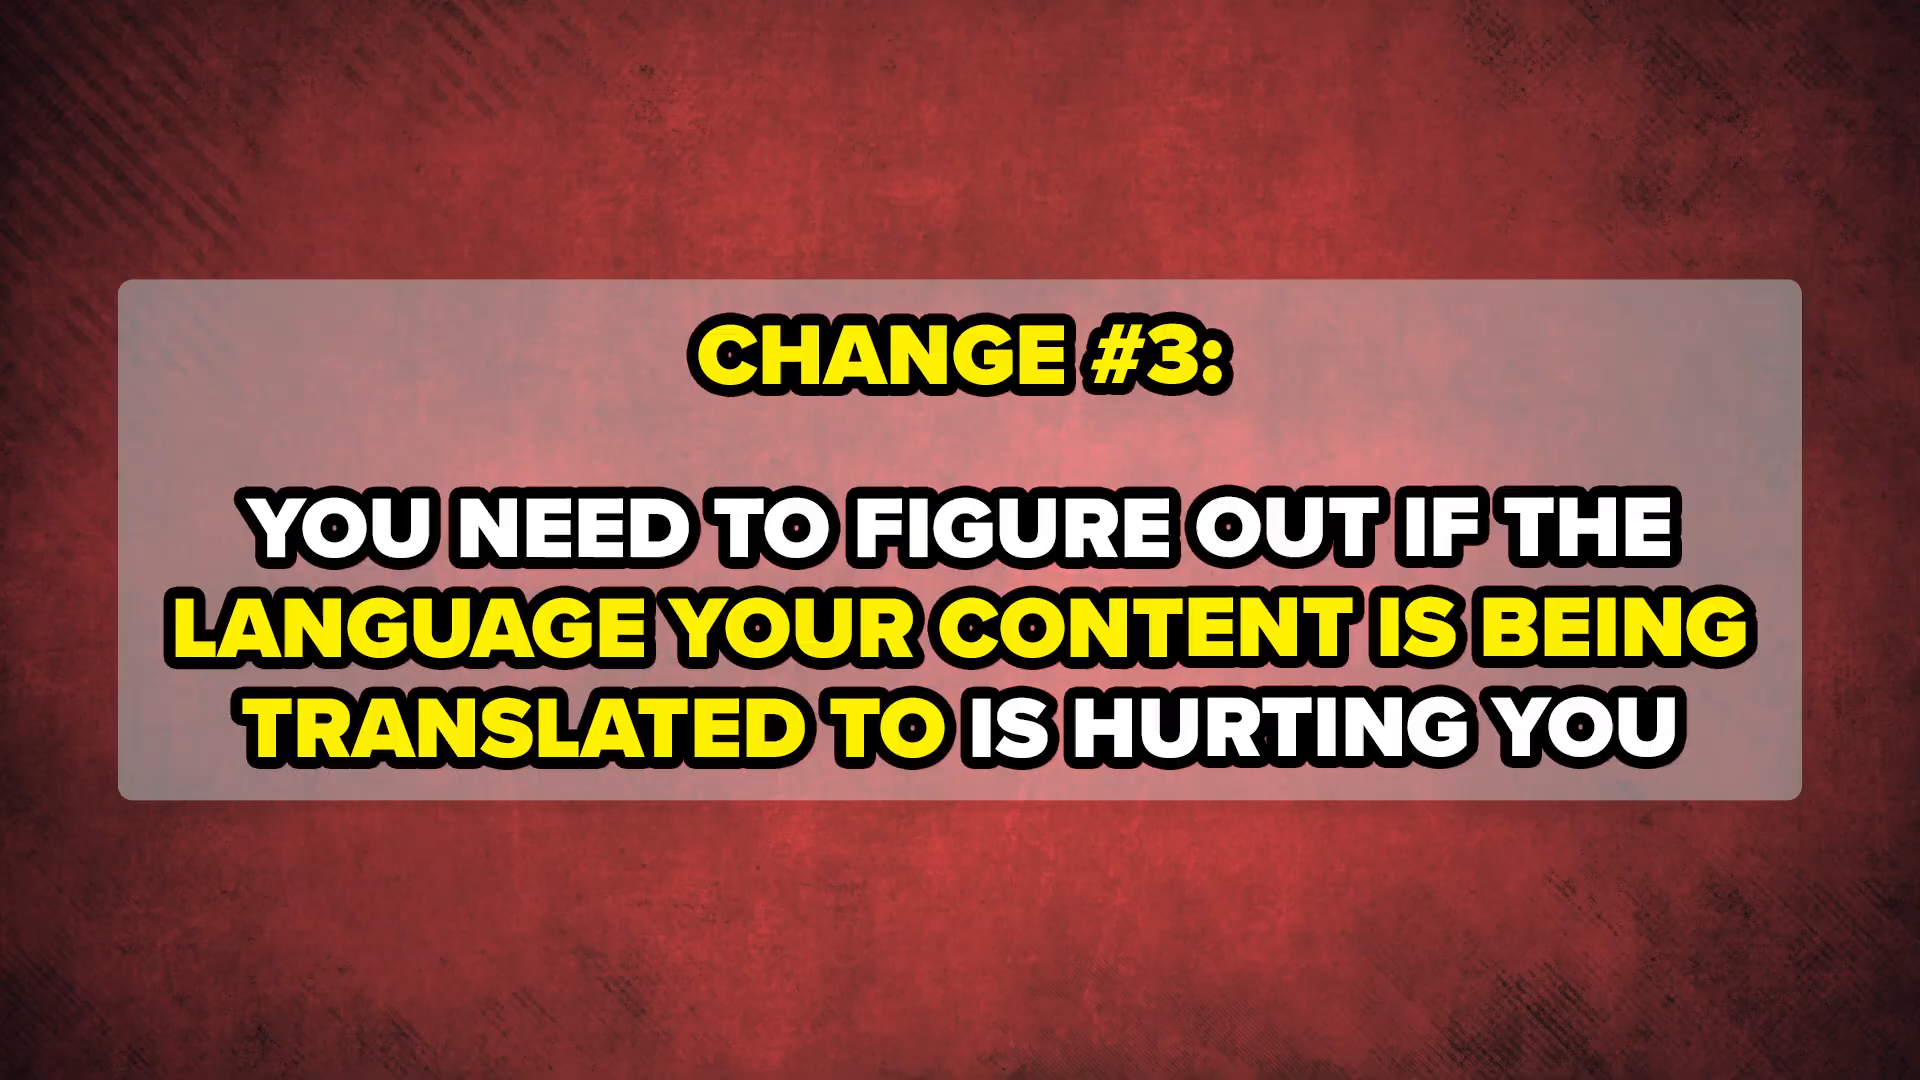 CHANGE #3:
YOU NEED TO FIGURE OUT IF THE
LANGUAGE YOUR CONTENT IS BEING
TRANSLATED TO IS HURTING YOU